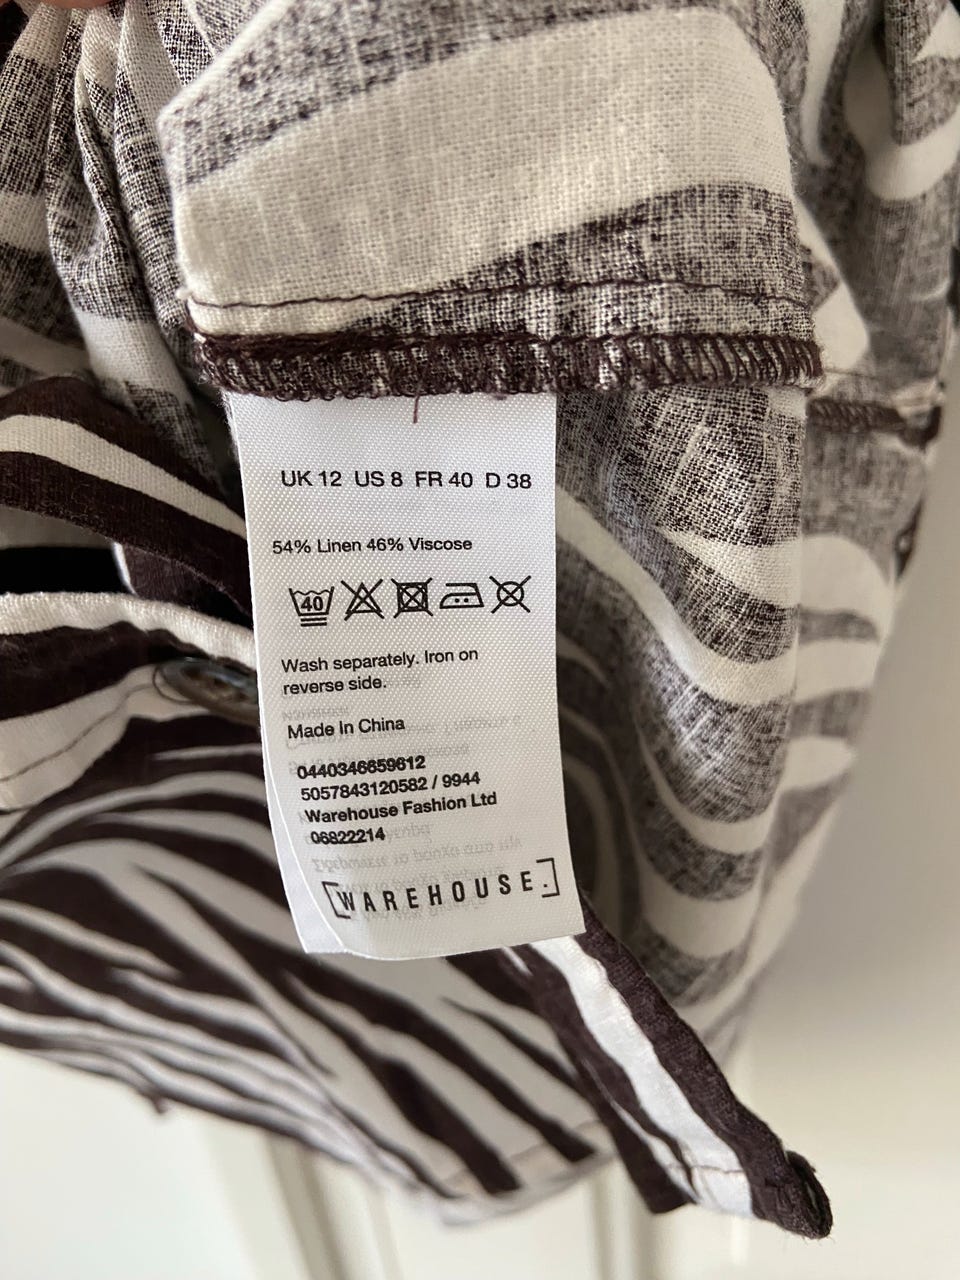 UK 12 US 8 FR 40 D 38
54% Linen 46% Viscose
40
Wash separately. Iron on
reverse side.
Made in China
0440346659612
5057843120582 / 9944
Warehouse Fashion Ltd
06822214
[WAREHOUSE.]